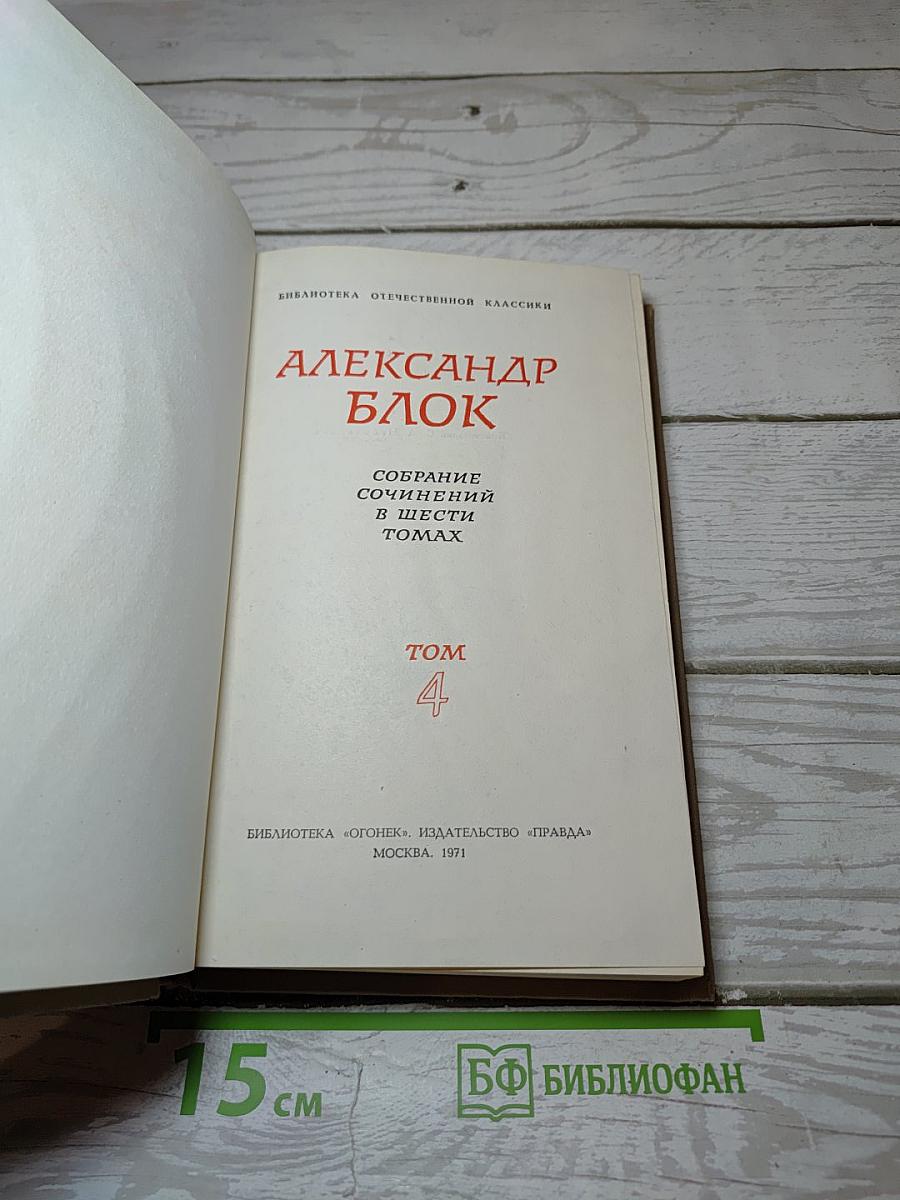 БИБЛИОТЕКА ОТЕЧЕСТВЕННОЙ КЛАССИКИ
АЛЕКСАНДР
БЛОК
СОБРАНИЕ
СОЧИНЕНИЙ
В ШЕСТИ
ТОМАХ
ТОМ
4
БИБЛИОТЕКА «ОГОНЕК». ИЗДАТЕЛЬСТВО «ПРАВДА»
МОСКВА. 1971
15 см
БФ БИБЛИОФАН